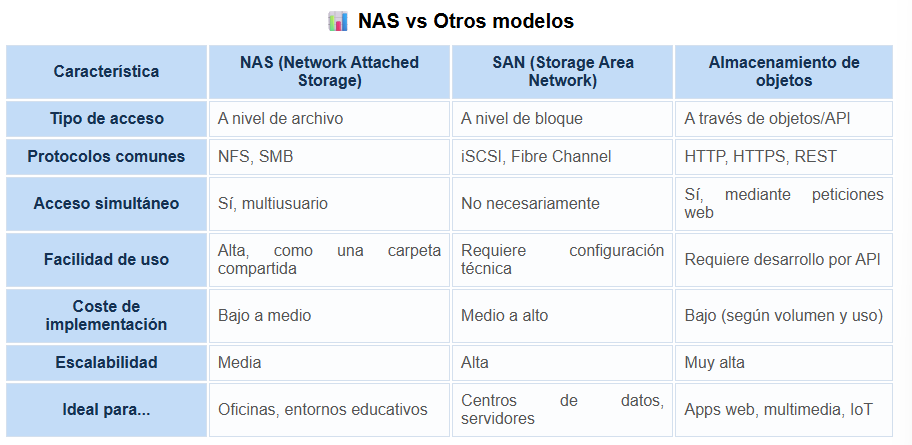 📊 NAS vs Otros modelos
Característica
NAS (Network Attached
Storage)
SAN (Storage Area
Network)
Almacenamiento de
objetos
Tipo de acceso
A nivel de archivo
A nivel de bloque
A través de objetos/API
Protocolos comunes
NFS, SMB
iSCSI, Fibre Channel
HTTP, HTTPS, REST
Acceso simultáneo
Sí, multiusuario
No necesariamente
Sí, mediante peticiones
web
Facilidad de uso
Alta, como una carpeta
compartida
Requiere configuración
técnica
Requiere desarrollo por API
Coste de
implementación
Bajo a medio
Medio a alto
Bajo (según volumen y uso)
Escalabilidad
Media
Alta
Muy alta
Ideal para...
Oficinas, entornos educativos
Centros de datos,
servidores
Apps web, multimedia, IoT